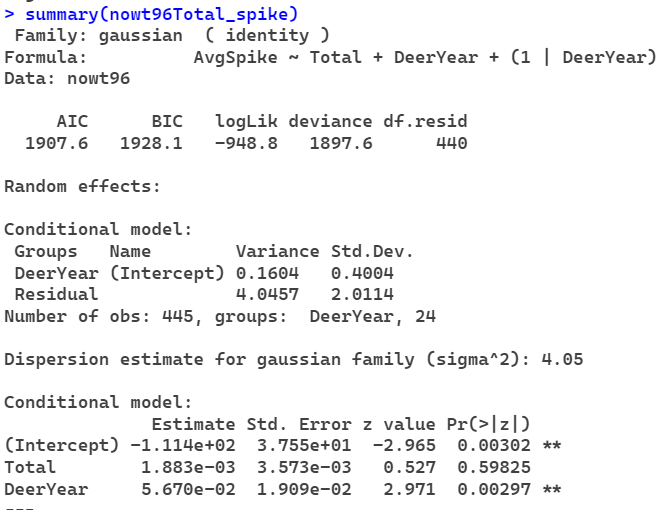 > summary(nowt96Total_spike)
 Family: gaussian  ( identity )
Formula:          AvgSpike ~ Total + DeerYear + (1 | DeerYear)
Data: nowt96

     AIC      BIC   logLik deviance df.resid
  1907.6   1928.1   -948.8   1897.6      440

Random effects:

Conditional model:
 Groups   Name        Variance Std.Dev.
 DeerYear (Intercept) 0.1604   0.4004
 Residual             4.0457   2.0114
Number of obs: 445, groups:  DeerYear, 24

Dispersion estimate for gaussian family (sigma^2): 4.05

Conditional model:
              Estimate Std. Error z value Pr(>|z|)
(Intercept) -1.114e+02  3.755e+01  -2.965  0.00302 **
Total        1.883e-03  3.573e-03   0.527  0.59825
DeerYear     5.670e-02  1.909e-02   2.971  0.00297 **
---